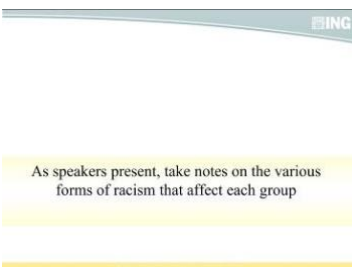 ING
As speakers present, take notes on the various
forms of racism that affect each group